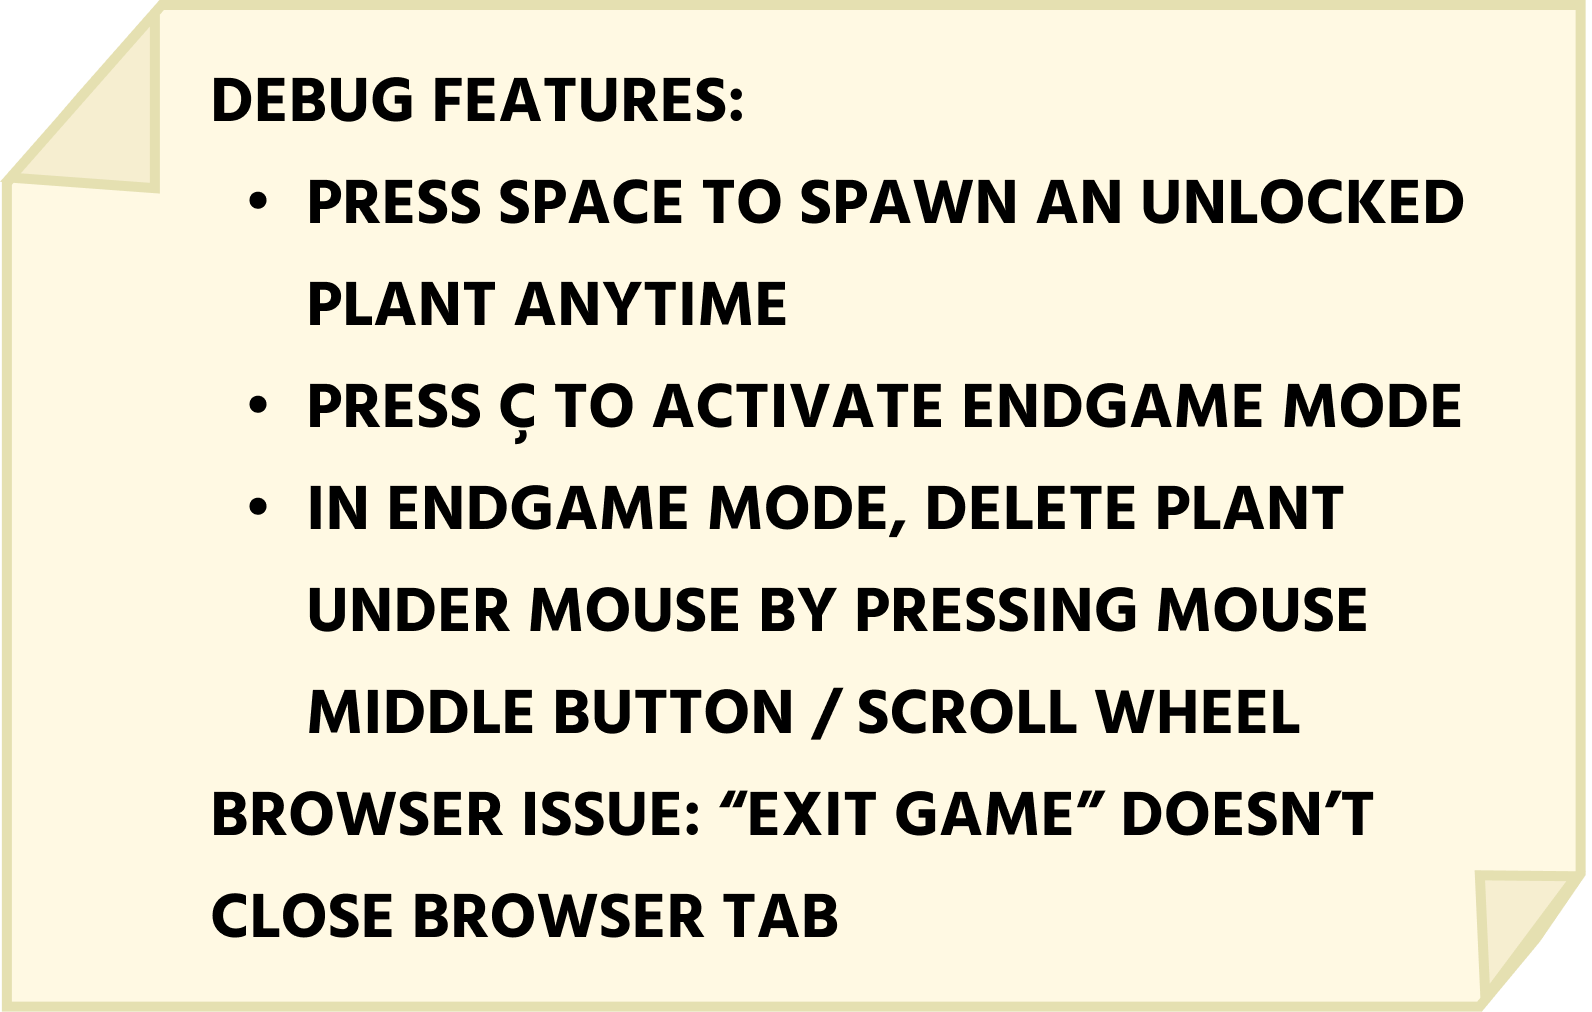 DEBUG FEATURES:
• PRESS SPACE TO SPAWN AN UNLOCKED
PLANT ANYTIME
• PRESS Ç TO ACTIVATE ENDGAME MODE
• IN ENDGAME MODE, DELETE PLANT
UNDER MOUSE BY PRESSING MOUSE
MIDDLE BUTTON / SCROLL WHEEL
BROWSER ISSUE: “EXIT GAME” DOESN’T
CLOSE BROWSER TAB